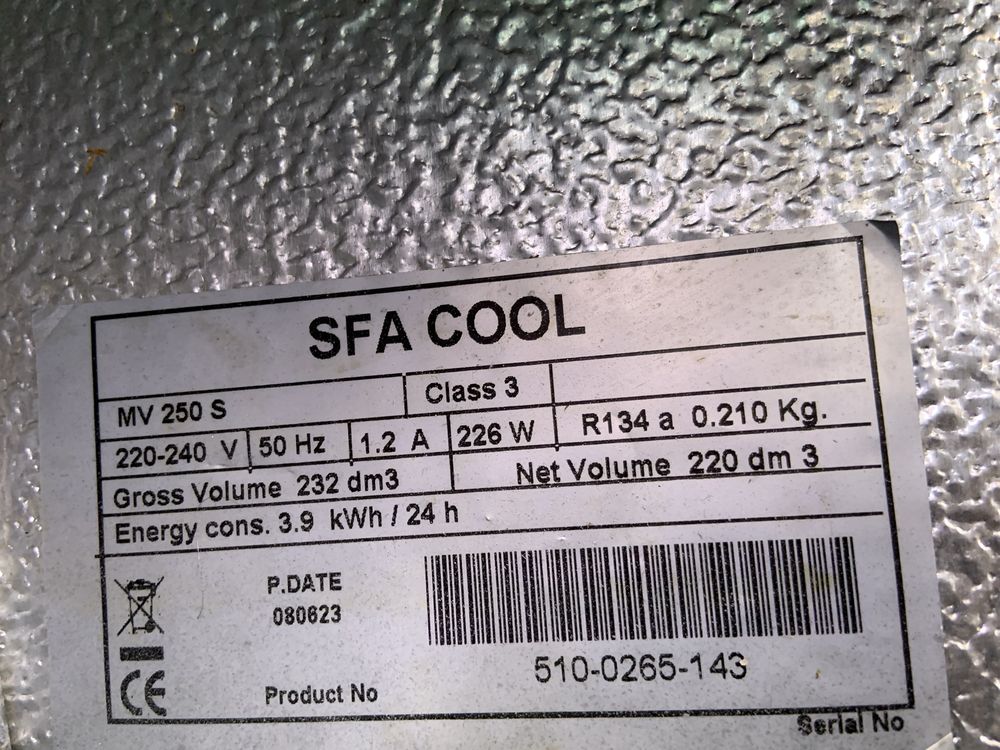 SFA COOL
MV 250 S Class 3
220-240 V 50 Hz 1.2 A 226 W R134 a 0.210 Kg.
Gross Volume 232 dm3 Net Volume 220 dm 3
Energy cons. 3.9 kWh / 24 h
P.DATE
080623
510-0265-143
CE
Product No
Serial No